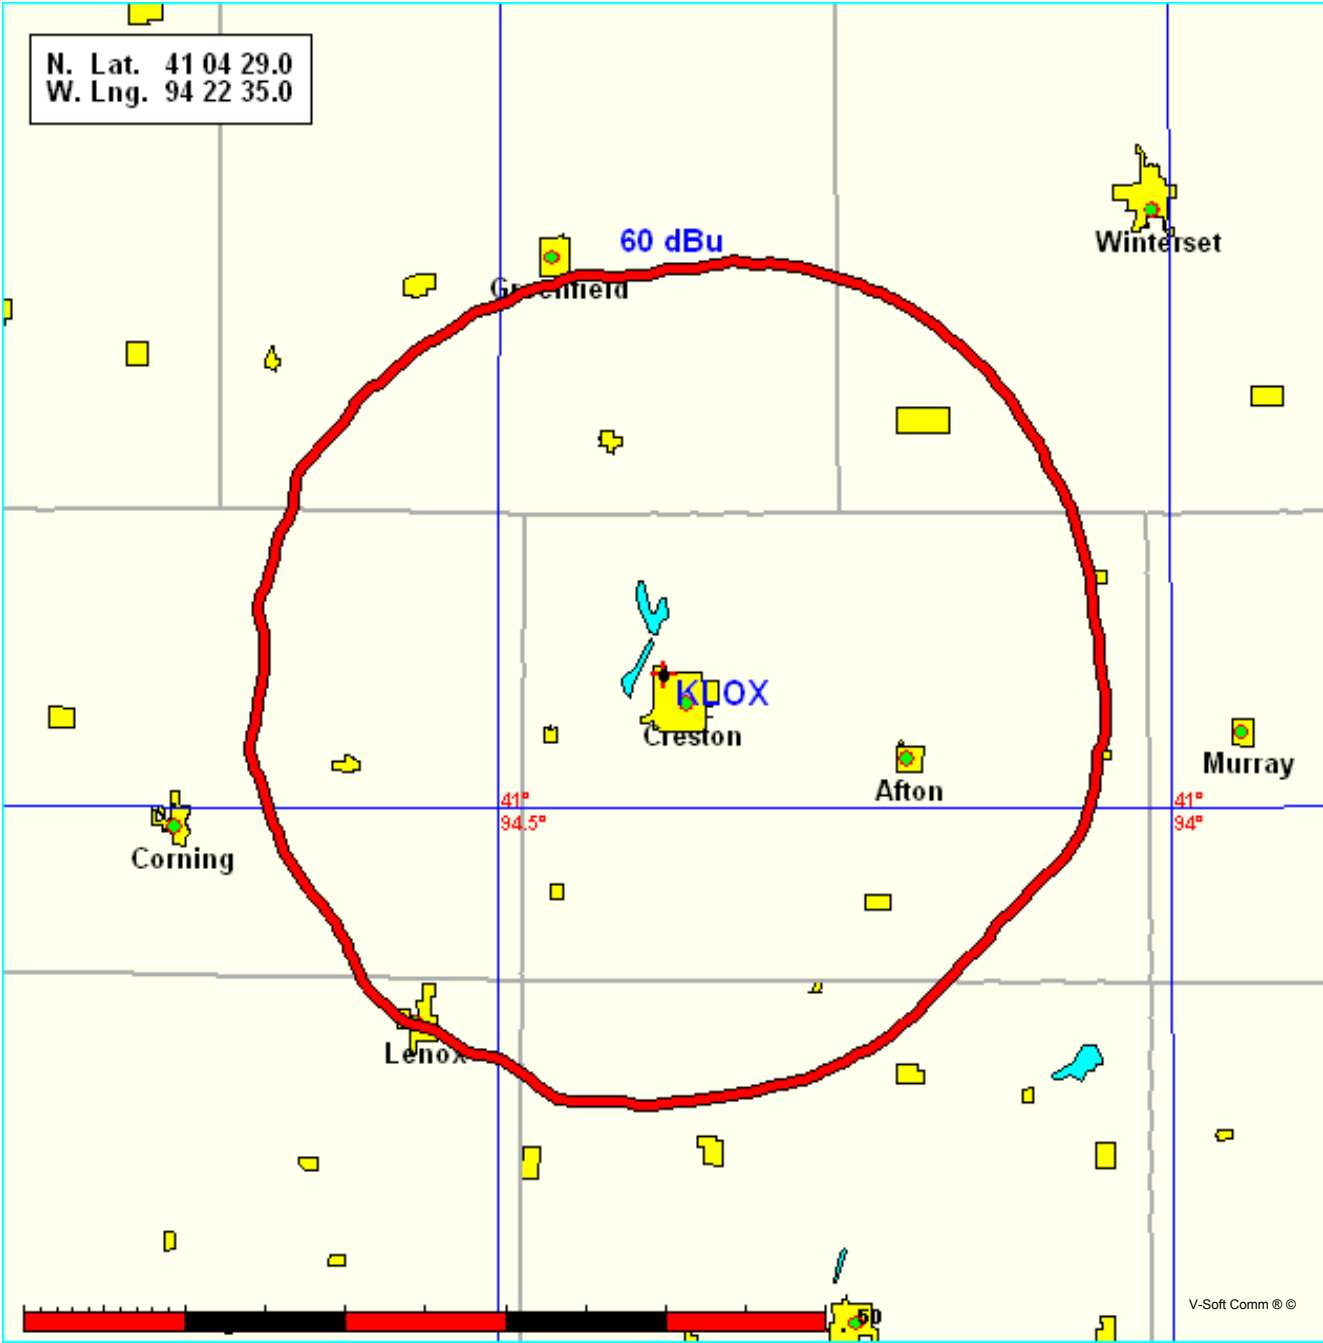 N. Lat. 41 04 29.0
W. Lng. 94 22 35.0
60 dBu
Winterset
Greenfield
KLOX
Creston
Afton
Murray
41°
94.5°
41°
94°
Corning
Lenox
V-Soft Comm ® ©
50